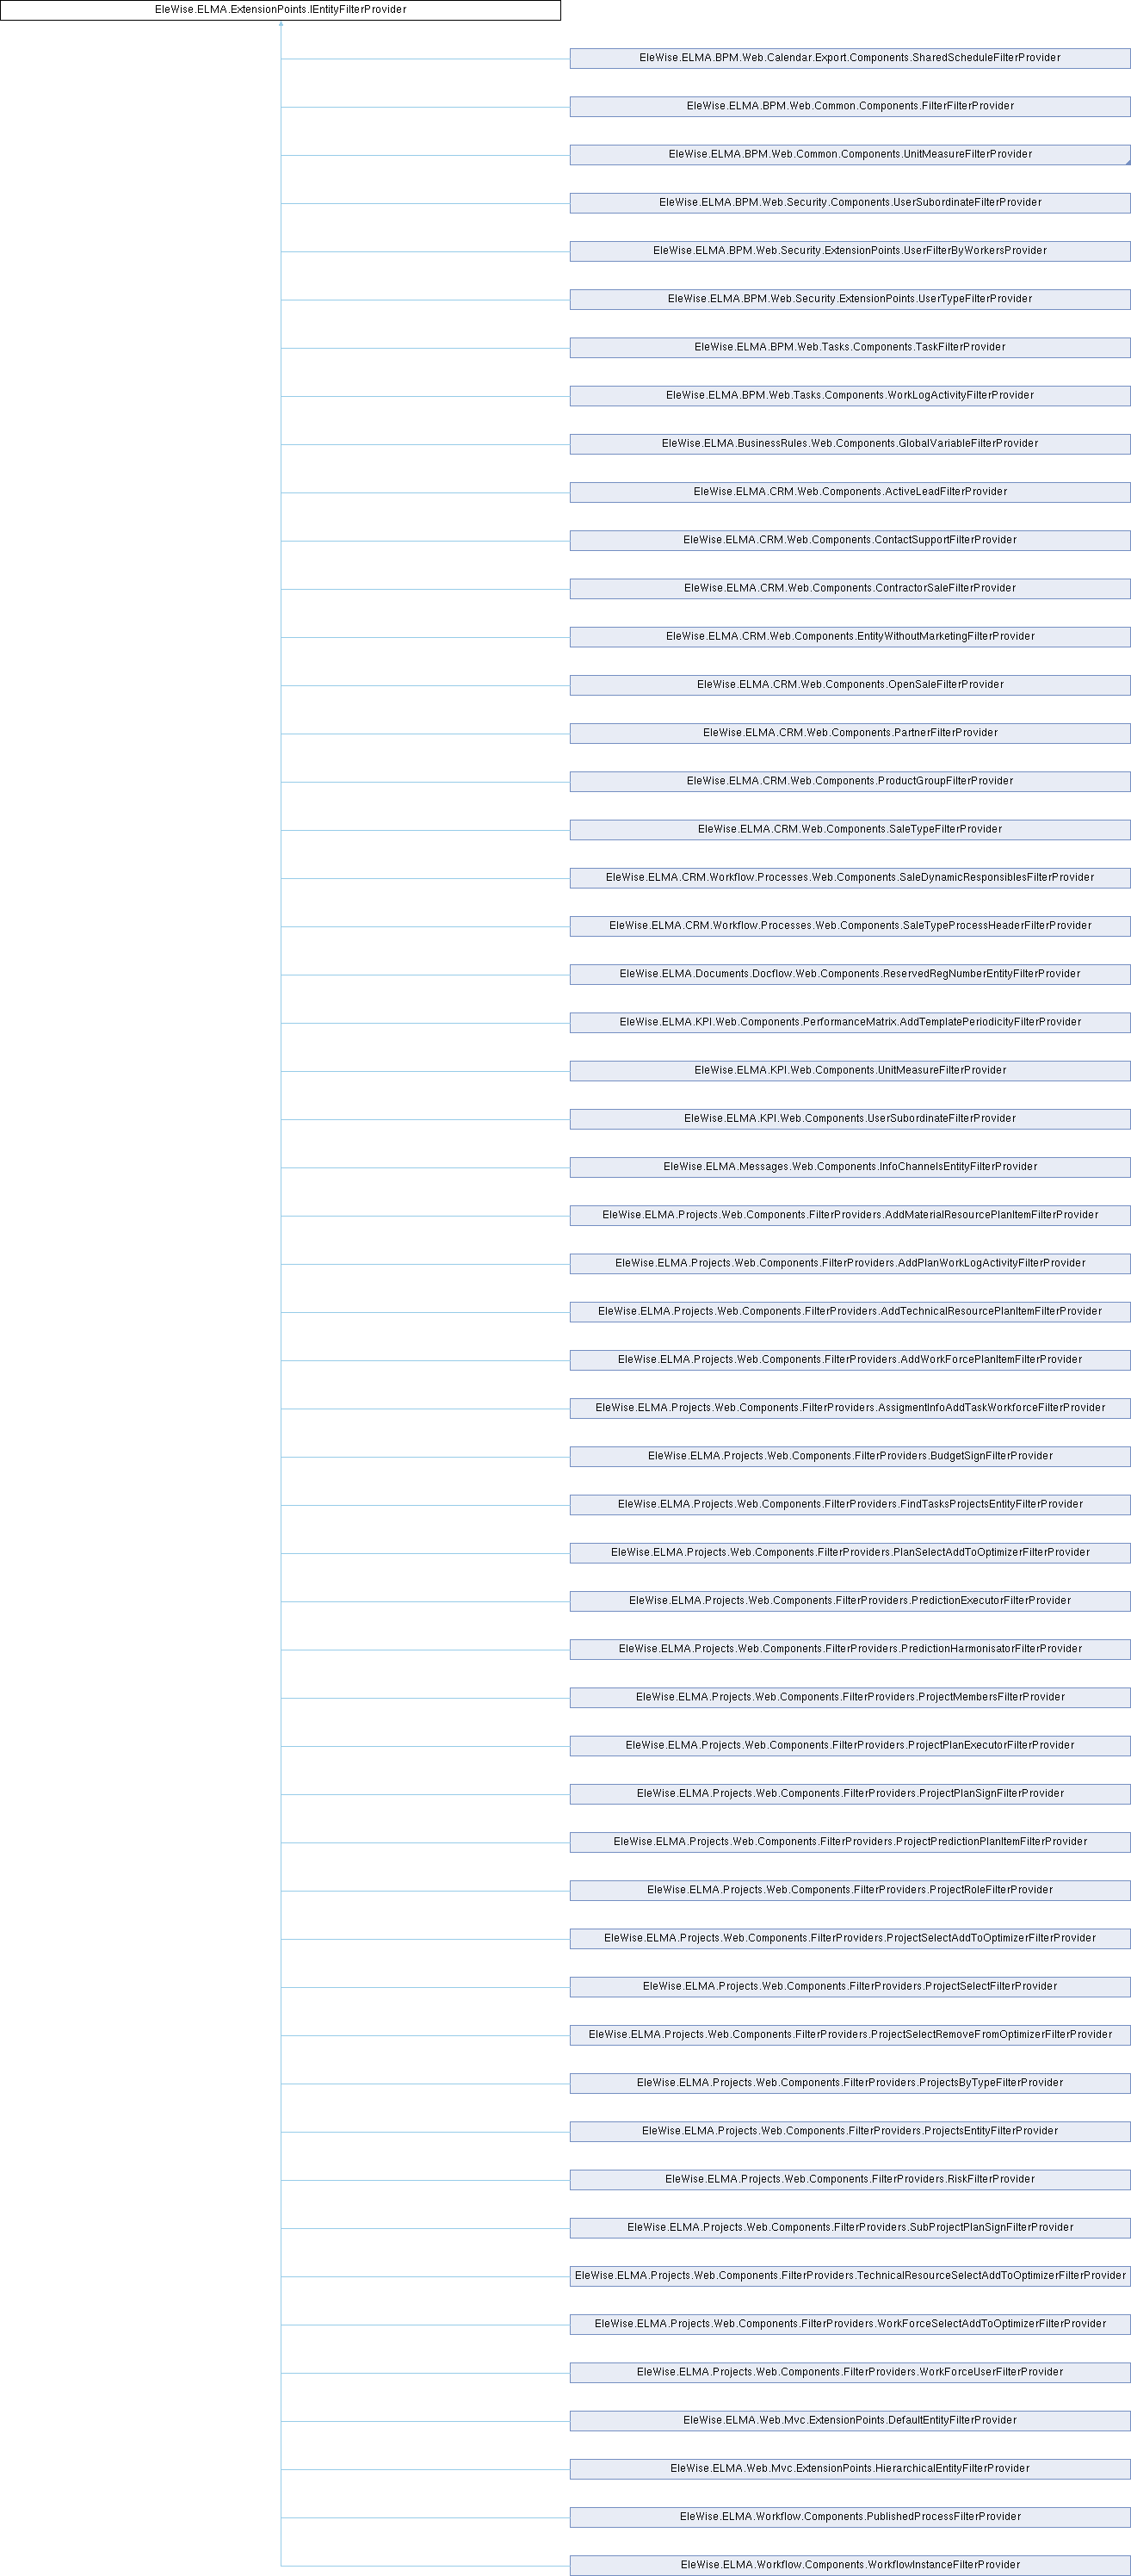 EleWise.ELMA.ExtensionPoints.IEntityFilterProvider
EleWise.ELMA.BPM.Web.Calendar.Export.Components.SharedScheduleFilterProvider
EleWise.ELMA.BPM.Web.Common.Components.FilterFilterProvider
EleWise.ELMA.BPM.Web.Common.Components.UnitMeasureFilterProvider
EleWise.ELMA.BPM.Web.Security.Components.UserSubordinateFilterProvider
EleWise.ELMA.BPM.Web.Security.ExtensionPoints.UserFilterByWorkersProvider
EleWise.ELMA.BPM.Web.Security.ExtensionPoints.UserTypeFilterProvider
EleWise.ELMA.BPM.Web.Tasks.Components.TaskFilterProvider
EleWise.ELMA.BPM.Web.Tasks.Components.WorkLogActivityFilterProvider
EleWise.ELMA.BusinessRules.Web.Components.GlobalVariableFilterProvider
EleWise.ELMA.CRM.Web.Components.ActiveLeadFilterProvider
EleWise.ELMA.CRM.Web.Components.ContactSupportFilterProvider
EleWise.ELMA.CRM.Web.Components.ContractorSaleFilterProvider
EleWise.ELMA.CRM.Web.Components.EntityWithoutMarketingFilterProvider
EleWise.ELMA.CRM.Web.Components.OpenSaleFilterProvider
EleWise.ELMA.CRM.Web.Components.PartnerFilterProvider
EleWise.ELMA.CRM.Web.Components.ProductGroupFilterProvider
EleWise.ELMA.CRM.Web.Components.SaleTypeFilterProvider
EleWise.ELMA.CRM.Workflow.Processes.Web.Components.SaleDynamicResponsiblesFilterProvider
EleWise.ELMA.CRM.Workflow.Processes.Web.Components.SaleTypeProcessHeaderFilterProvider
EleWise.ELMA.Documents.Docflow.Web.Components.ReservedRegNumberEntityFilterProvider
EleWise.ELMA.KPI.Web.Components.PerformanceMatrix.AddTemplatePeriodicityFilterProvider
EleWise.ELMA.KPI.Web.Components.UnitMeasureFilterProvider
EleWise.ELMA.KPI.Web.Components.UserSubordinateFilterProvider
EleWise.ELMA.Messages.Web.Components.InfoChannelsEntityFilterProvider
EleWise.ELMA.Projects.Web.Components.FilterProviders.AddMaterialResourcePlanItemFilterProvider
EleWise.ELMA.Projects.Web.Components.FilterProviders.AddPlanWorkLogActivityFilterProvider
EleWise.ELMA.Projects.Web.Components.FilterProviders.AddTechnicalResourcePlanItemFilterProvider
EleWise.ELMA.Projects.Web.Components.FilterProviders.AddWorkForcePlanItemFilterProvider
EleWise.ELMA.Projects.Web.Components.FilterProviders.AssigmentInfoAddTaskWorkforceFilterProvider
EleWise.ELMA.Projects.Web.Components.FilterProviders.BudgetSignFilterProvider
EleWise.ELMA.Projects.Web.Components.FilterProviders.FindTasksProjectsEntityFilterProvider
EleWise.ELMA.Projects.Web.Components.FilterProviders.PlanSelectAddToOptimizerFilterProvider
EleWise.ELMA.Projects.Web.Components.FilterProviders.PredictionExecutorFilterProvider
EleWise.ELMA.Projects.Web.Components.FilterProviders.PredictionHarmonisatorFilterProvider
EleWise.ELMA.Projects.Web.Components.FilterProviders.ProjectMembersFilterProvider
EleWise.ELMA.Projects.Web.Components.FilterProviders.ProjectPlanExecutorFilterProvider
EleWise.ELMA.Projects.Web.Components.FilterProviders.ProjectPlanSignFilterProvider
EleWise.ELMA.Projects.Web.Components.FilterProviders.ProjectPredictionPlanItemFilterProvider
EleWise.ELMA.Projects.Web.Components.FilterProviders.ProjectRoleFilterProvider
EleWise.ELMA.Projects.Web.Components.FilterProviders.ProjectSelectAddToOptimizerFilterProvider
EleWise.ELMA.Projects.Web.Components.FilterProviders.ProjectSelectFilterProvider
EleWise.ELMA.Projects.Web.Components.FilterProviders.ProjectSelectRemoveFromOptimizerFilterProvider
EleWise.ELMA.Projects.Web.Components.FilterProviders.ProjectsByTypeFilterProvider
EleWise.ELMA.Projects.Web.Components.FilterProviders.ProjectsEntityFilterProvider
EleWise.ELMA.Projects.Web.Components.FilterProviders.RiskFilterProvider
EleWise.ELMA.Projects.Web.Components.FilterProviders.SubProjectPlanSignFilterProvider
EleWise.ELMA.Projects.Web.Components.FilterProviders.TechnicalResourceSelectAddToOptimizerFilterProvider
EleWise.ELMA.Projects.Web.Components.FilterProviders.WorkForceSelectAddToOptimizerFilterProvider
EleWise.ELMA.Projects.Web.Components.FilterProviders.WorkForceUserFilterProvider
EleWise.ELMA.Web.Mvc.ExtensionPoints.DefaultEntityFilterProvider
EleWise.ELMA.Web.Mvc.ExtensionPoints.HierarchicalEntityFilterProvider
EleWise.ELMA.Workflow.Components.PublishedProcessFilterProvider
EleWise.ELMA.Workflow.Components.WorkflowInstanceFilterProvider